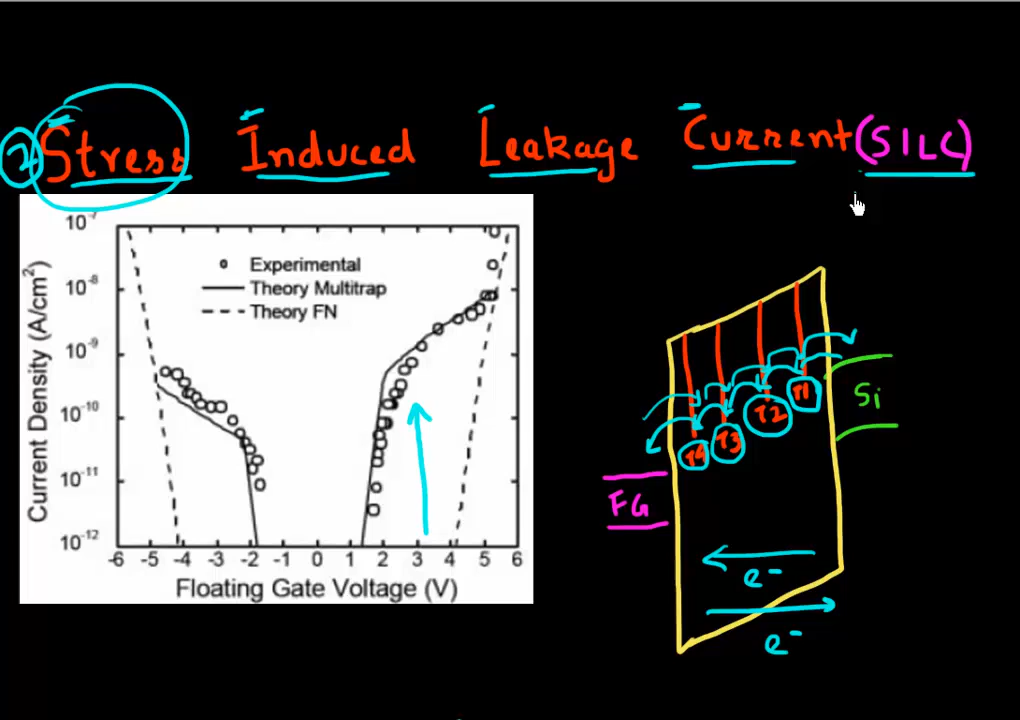 2 Stress Induced Leakage Current (SILC)
10-7
10-8
10-9
10-10
10-11
10-12
Current Density (A/cm2)
Experimental
Theory Multitrap
Theory FN
-6 -5 -4 -3 -2 -1 0 1 2 3 4 5 6
Floating Gate Voltage (V)
T4 T3 T2 T1
Si
FG
e-
e-